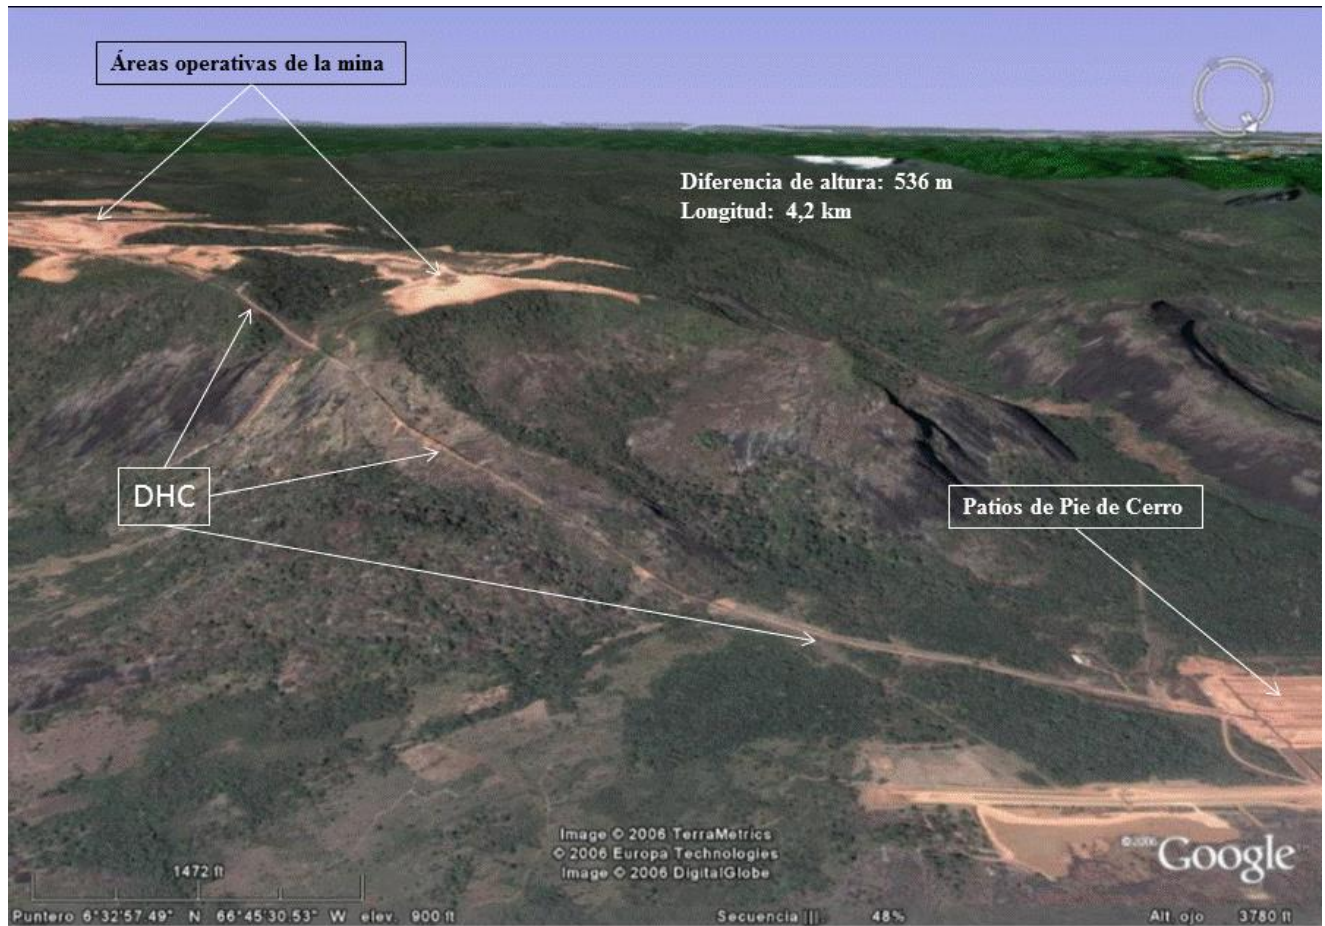 Áreas operativas de la mina
Diferencia de altura: 536 m
Longitud: 4,2 km
DHC
Patios de Pie de Cerro
Image © 2006 TerraMetrics
© 2006 Europa Technologies
Image © 2006 DigitalGlobe
©2006 Google
1472 ft
Puntero 6°32'57.49" N 66°45'30.53" W elev. 900 ft Secuencia 48% Alt. ojo 3780 ft